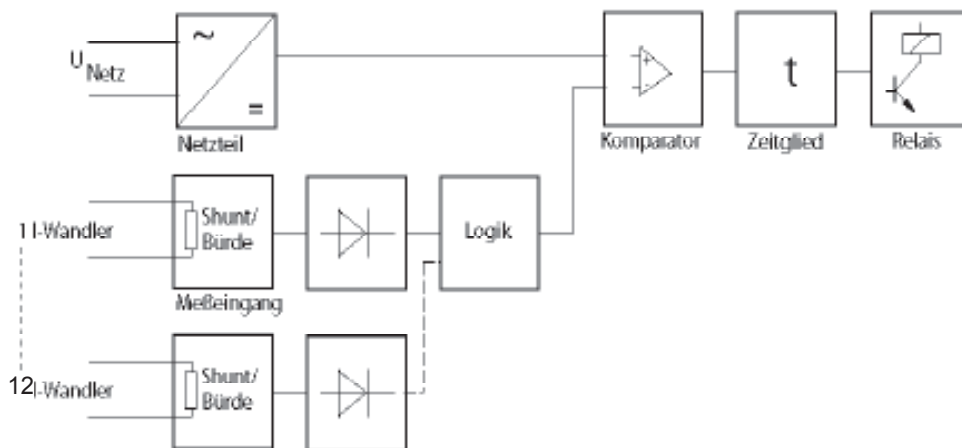 ~
U
Netz
=
Netzteil
+
-
Komparator
t
Zeitglied
Relais
1 I-Wandler
Shunt/
Bürde
Meßeingang
Logik
12 I-Wandler
Shunt/
Bürde